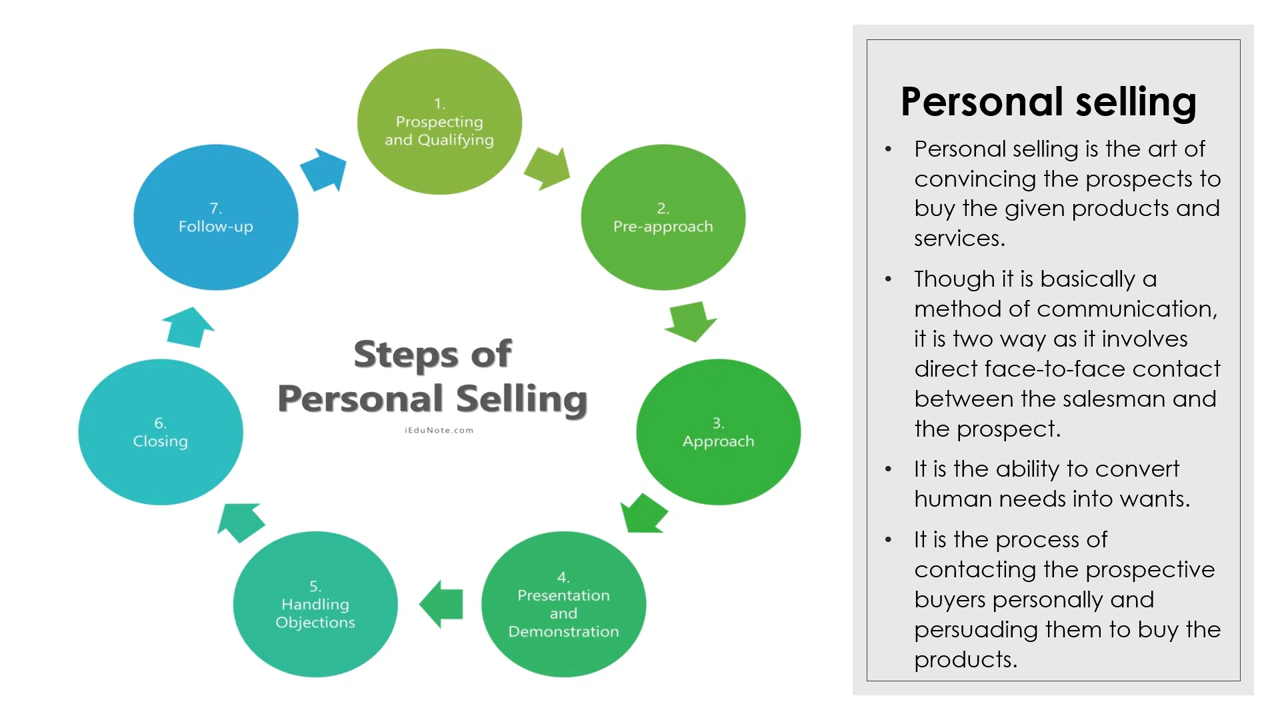 1.
Prospecting
and Qualifying
2.
Pre-approach
3.
Approach
4.
Presentation
and
Demonstration
5.
Handling
Objections
6.
Closing
7.
Follow-up
Steps of
Personal Selling
iEduNote.com
Personal selling
• Personal selling is the art of
convincing the prospects to
buy the given products and
services.
• Though it is basically a
method of communication,
it is two way as it involves
direct face-to-face contact
between the salesman and
the prospect.
• It is the ability to convert
human needs into wants.
• It is the process of
contacting the prospective
buyers personally and
persuading them to buy the
products.